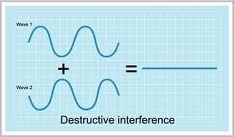 Wave 1
+
=
Wave 2
Destructive interference